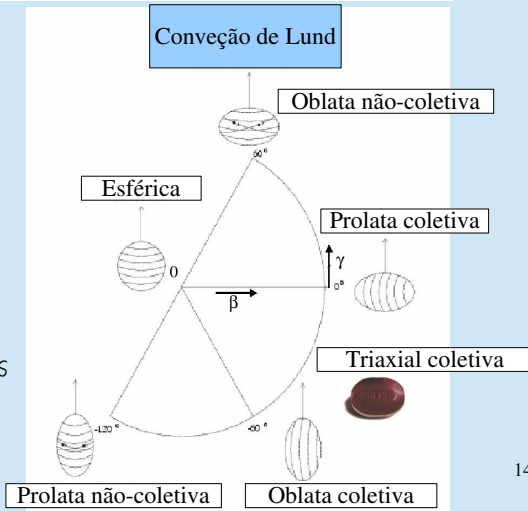 Conveção de Lund
Oblata não-coletiva
60°
Esférica
Prolata coletiva
0
γ
0°
β
Triaxial coletiva
s
-120°
-60°
14
Prolata não-coletiva
Oblata coletiva